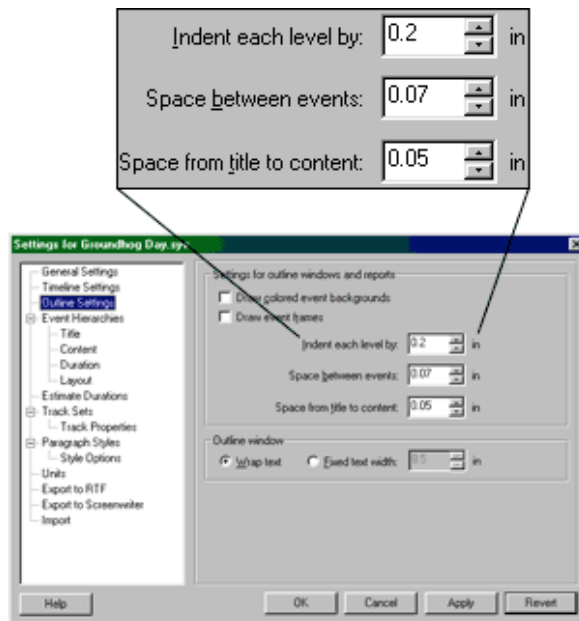 Indent each level by: 0.2 in
Space between events: 0.07 in
Space from title to content: 0.05 in
Settings for Groundhog Day.syc
General Settings
Timeline Settings
Outline Settings
Event Hierarchies
Title
Content
Duration
Layout
Estimate Durations
Track Sets
Track Properties
Paragraph Styles
Style Options
Units
Export to RTF
Export to Screenwriter
Import
Settings for outline windows and reports
Draw colored event backgrounds
Draw event frames
Indent each level by: 0.2 in
Space between events: 0.07 in
Space from title to content: 0.05 in
Outline window
Wrap text Fixed text width: 8.5 in
Help OK Cancel Apply Revert